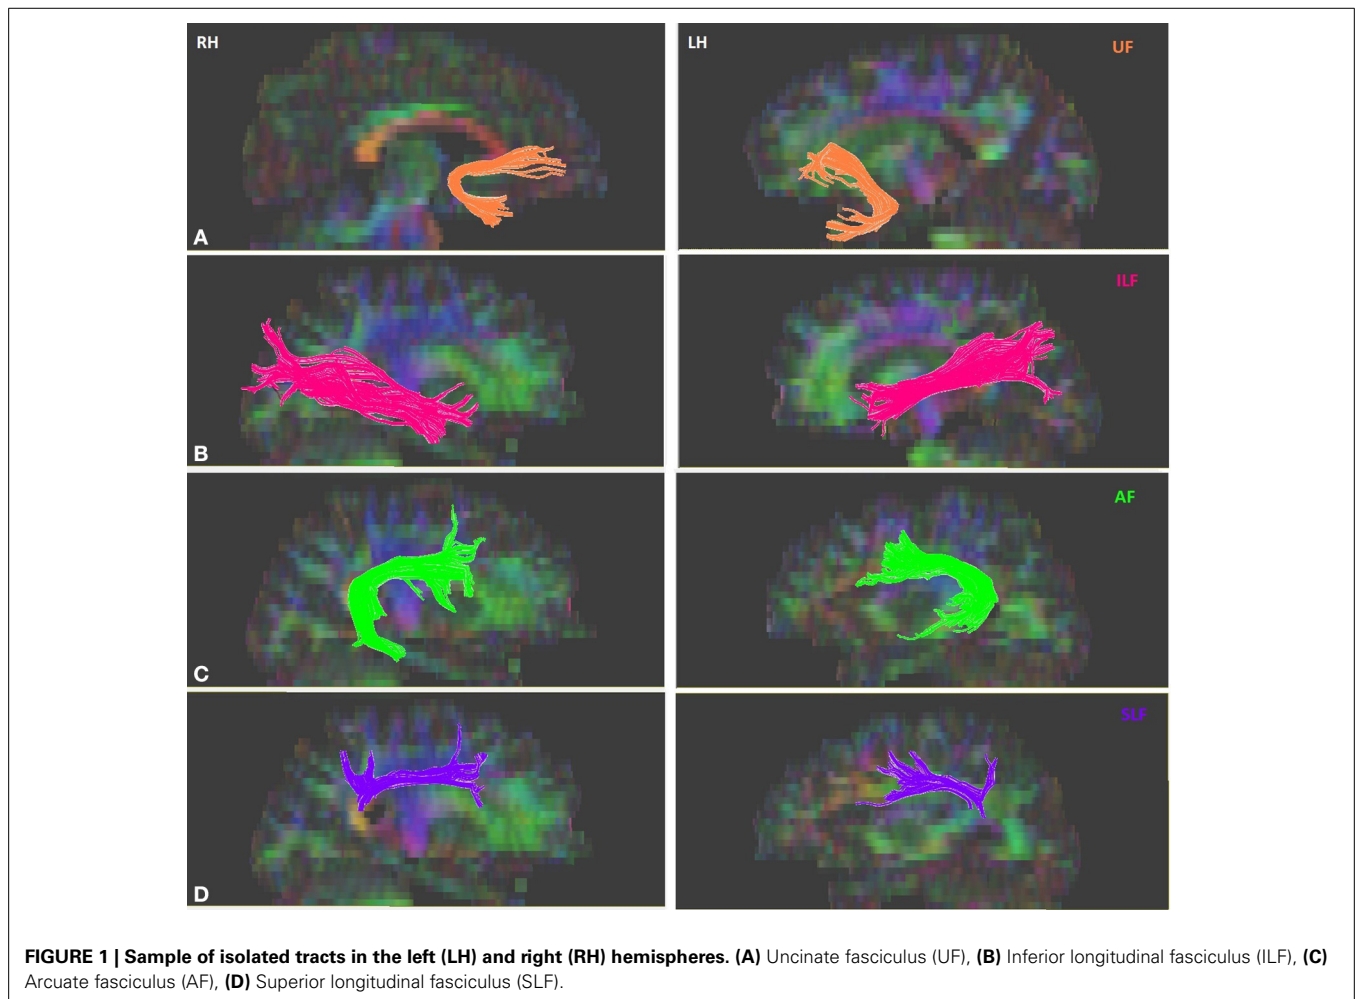 RH
LH
UF
A
ILF
B
AF
C
SLF
D
FIGURE 1 | Sample of isolated tracts in the left (LH) and right (RH) hemispheres. (A) Uncinate fasciculus (UF), (B) Inferior longitudinal fasciculus (ILF), (C)
Arcuate fasciculus (AF), (D) Superior longitudinal fasciculus (SLF).